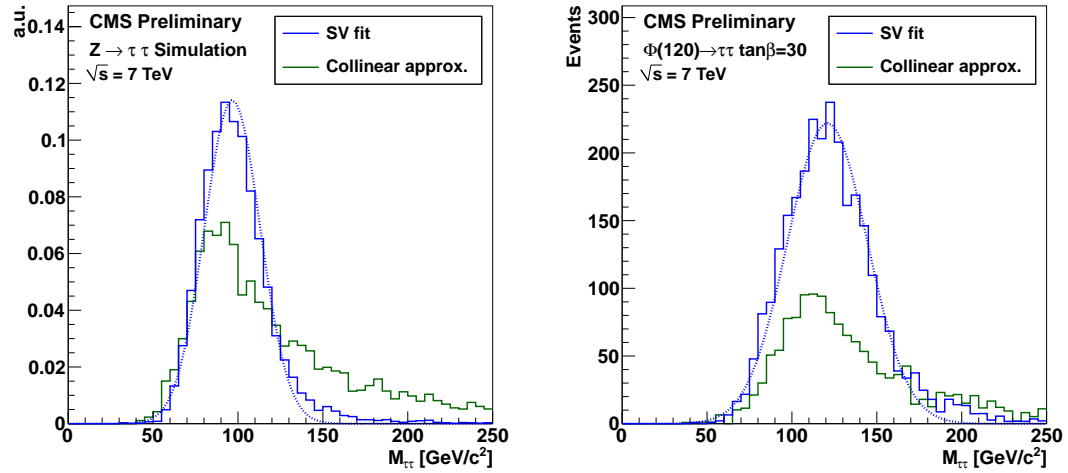 a.u.
0.14
0.12
0.1
0.08
0.06
0.04
0.02
0
CMS Preliminary
Z → τ τ Simulation
√s = 7 TeV
SV fit
Collinear approx.
0 50 100 150 200 250
M_ττ [GeV/c²]
Events
300
250
200
150
100
50
0
CMS Preliminary
Φ(120)→ττ tanβ=30
√s = 7 TeV
SV fit
Collinear approx.
0 50 100 150 200 250
M_ττ [GeV/c²]